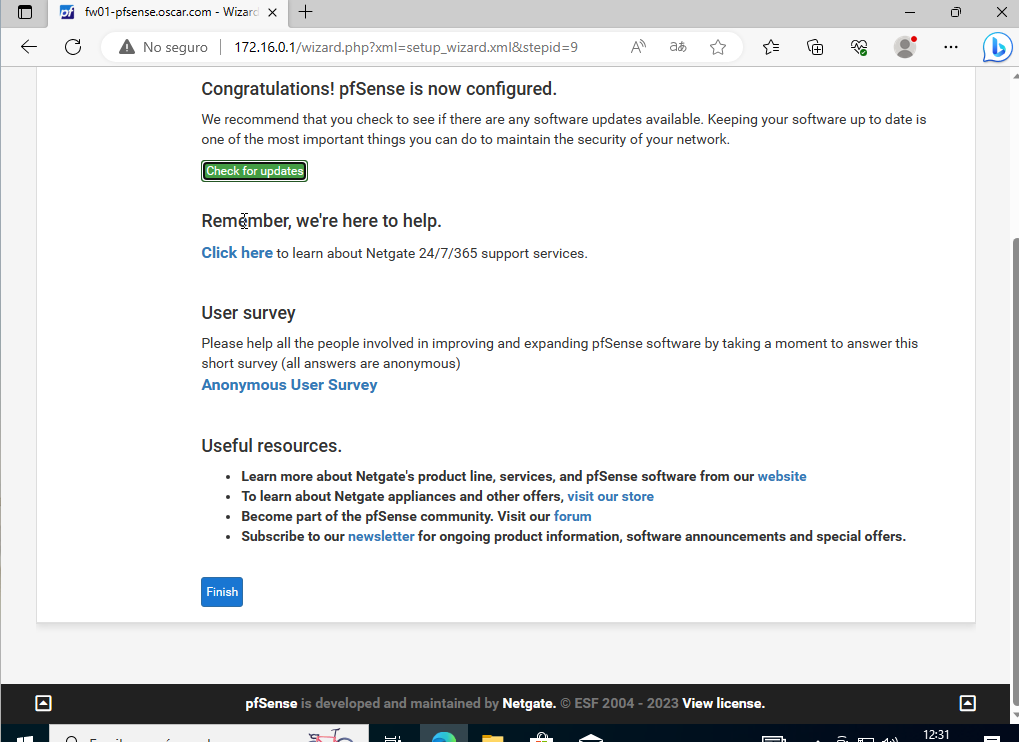 fw01-pfsense.oscar.com - Wizard
No seguro
172.16.0.1/wizard.php?xml=setup_wizard.xml&stepid=9
Congratulations! pfSense is now configured.
We recommend that you check to see if there are any software updates available. Keeping your software up to date is
one of the most important things you can do to maintain the security of your network.
Check for updates
Remember, we're here to help.
Click here to learn about Netgate 24/7/365 support services.
User survey
Please help all the people involved in improving and expanding pfSense software by taking a moment to answer this
short survey (all answers are anonymous)
Anonymous User Survey
Useful resources.
• Learn more about Netgate's product line, services, and pfSense software from our website
• To learn about Netgate appliances and other offers, visit our store
• Become part of the pfSense community. Visit our forum
• Subscribe to our newsletter for ongoing product information, software announcements and special offers.
Finish
pfSense is developed and maintained by Netgate. © ESF 2004 - 2023 View license.
12:31